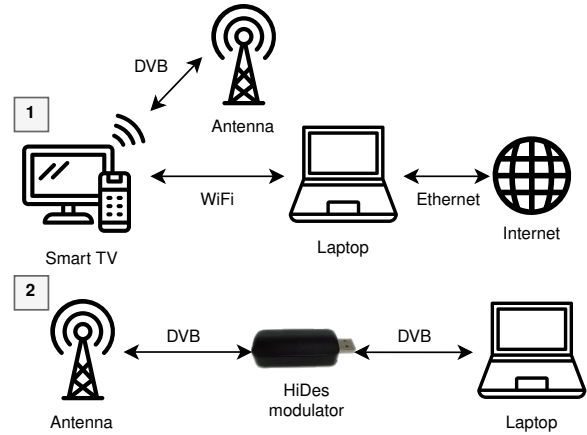 DVB
Antenna
1
WiFi
Ethernet
Smart TV
Laptop
Internet
2
DVB
DVB
Antenna
HiDes
modulator
Laptop